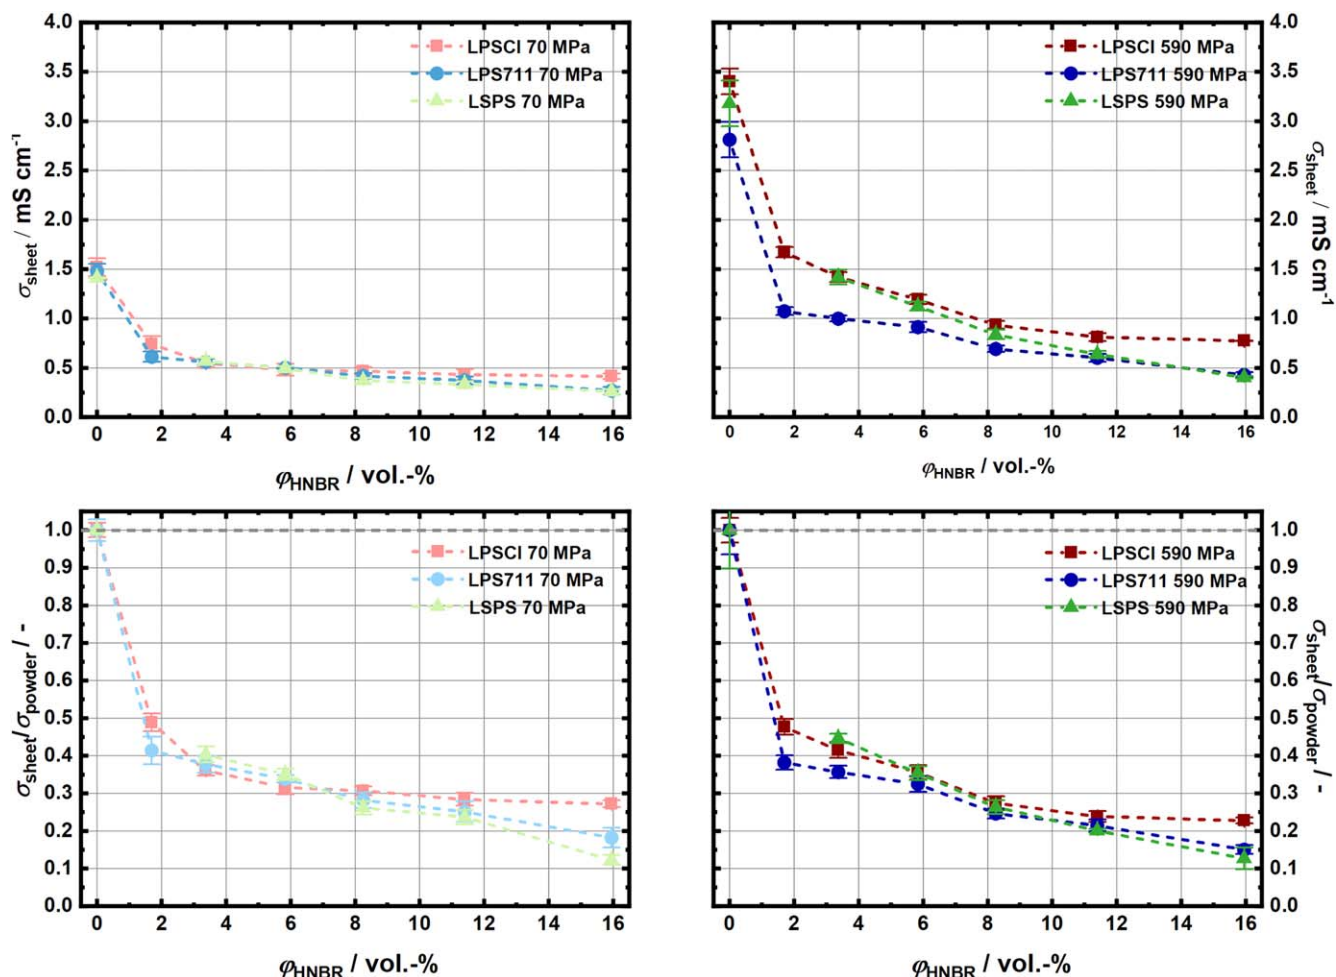 4.0
3.5
3.0
2.5
2.0
1.5
1.0
0.5
0.0
σsheet / mS cm-1
LPSCl 70 MPa
LPS711 70 MPa
LSPS 70 MPa
0 2 4 6 8 10 12 14 16
φHNBR / vol.-%
LPSCl 590 MPa
LPS711 590 MPa
LSPS 590 MPa
4.0
3.5
3.0
2.5
2.0
1.5
1.0
0.5
0.0
σsheet / mS cm-1
0 2 4 6 8 10 12 14 16
φHNBR / vol.-%
1.0
0.9
0.8
0.7
0.6
0.5
0.4
0.3
0.2
0.1
0.0
σsheet/σpowder / -
LPSCl 70 MPa
LPS711 70 MPa
LSPS 70 MPa
0 2 4 6 8 10 12 14 16
φHNBR / vol.-%
LPSCl 590 MPa
LPS711 590 MPa
LSPS 590 MPa
1.0
0.9
0.8
0.7
0.6
0.5
0.4
0.3
0.2
0.1
0.0
σsheet/σpowder / -
0 2 4 6 8 10 12 14 16
φHNBR / vol.-%